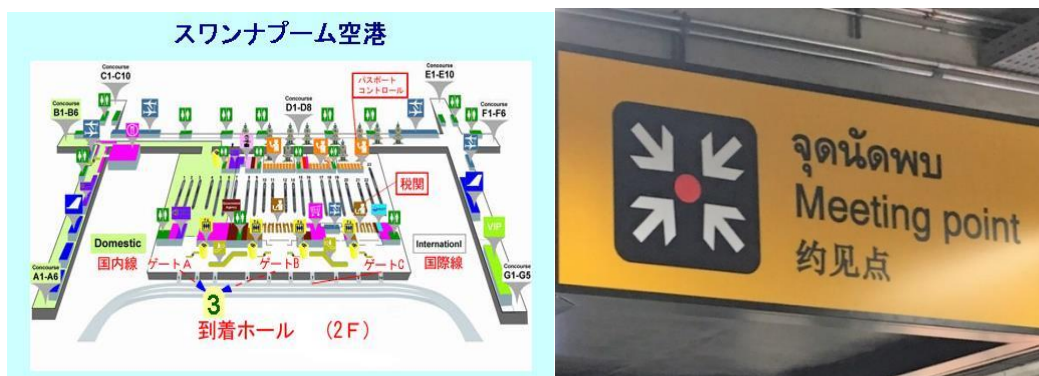 スワンナプーム空港
Concourse
C1-C10
Concourse
E1-E10
パスポート
コントロール
Concourse
B1-B6
Concourse
D1-D8
Concourse
F1-F6
税関
VIP
Domestic
Internationl
国内線
ゲートA
ゲートB
ゲートC
国際線
Concourse
A1-A6
Concourse
G1-G5
3
到着ホール (2F)
จุดนัดพบ
Meeting point
约见点